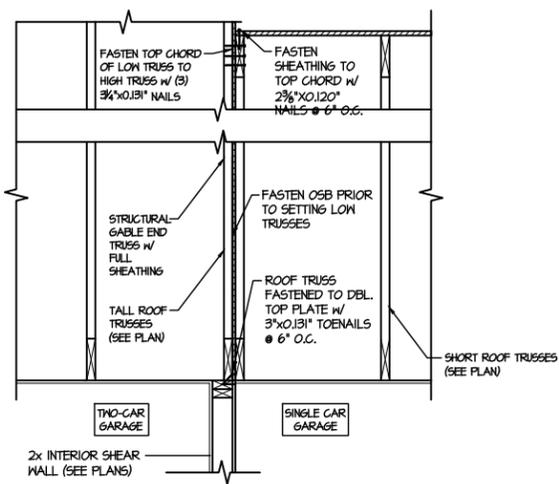 FASTEN TOP CHORD
OF LOW TRUSS TO
HIGH TRUSS W/ (3)
3¼"X0.131" NAILS
FASTEN
SHEATHING TO
TOP CHORD W/
2⅜"X0.120"
NAILS @ 6" O.C.
STRUCTURAL
GABLE END
TRUSS W/
FULL
SHEATHING
FASTEN OSB PRIOR
TO SETTING LOW
TRUSSES
TALL ROOF
TRUSSES
(SEE PLAN)
ROOF TRUSS
FASTENED TO DBL.
TOP PLATE W/
3"X0.131" TOENAILS
@ 6" O.C.
SHORT ROOF TRUSSES
(SEE PLAN)
TWO-CAR
GARAGE
SINGLE CAR
GARAGE
2x INTERIOR SHEAR
WALL (SEE PLANS)